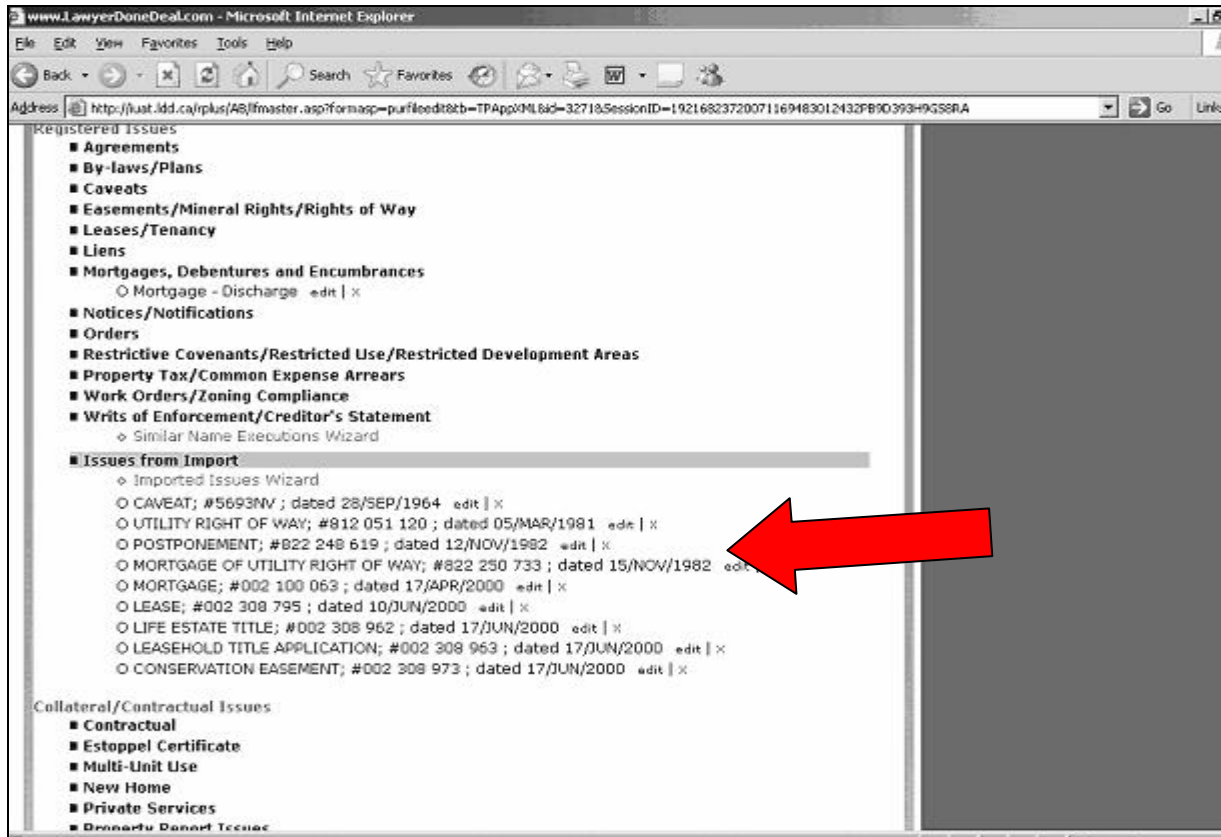 www.LawyerDoneDeal.com - Microsoft Internet Explorer
File Edit View Favorites Tools Help
Back Search Favorites
Address Go Links
Registered Issues
Agreements
By-laws/Plans
Caveats
Easements/Mineral Rights/Rights of Way
Leases/Tenancy
Liens
Mortgages, Debentures and Encumbrances
Mortgage - Discharge edit | x
Notices/Notifications
Orders
Restrictive Covenants/Restricted Use/Restricted Development Areas
Property Tax/Common Expense Arrears
Work Orders/Zoning Compliance
Writs of Enforcement/Creditor's Statement
Similar Name Executions Wizard
Issues from Import
Imported Issues Wizard
CAVEAT; #5693NV ; dated 28/SEP/1964 edit | x
UTILITY RIGHT OF WAY; #812 051 120 ; dated 05/MAR/1981 edit | x
POSTPONEMENT; #822 248 619 ; dated 12/NOV/1982 edit | x
MORTGAGE OF UTILITY RIGHT OF WAY; #822 250 733 ; dated 15/NOV/1982 edit
MORTGAGE; #002 100 063 ; dated 17/APR/2000 edit | x
LEASE; #002 308 795 ; dated 10/JUN/2000 edit | x
LIFE ESTATE TITLE; #002 308 962 ; dated 17/JUN/2000 edit | x
LEASEHOLD TITLE APPLICATION; #002 308 963 ; dated 17/JUN/2000 edit | x
CONSERVATION EASEMENT; #002 308 973 ; dated 17/JUN/2000 edit | x
Collateral/Contractual Issues
Contractual
Estoppel Certificate
Multi-Unit Use
New Home
Private Services
Property Report Issues